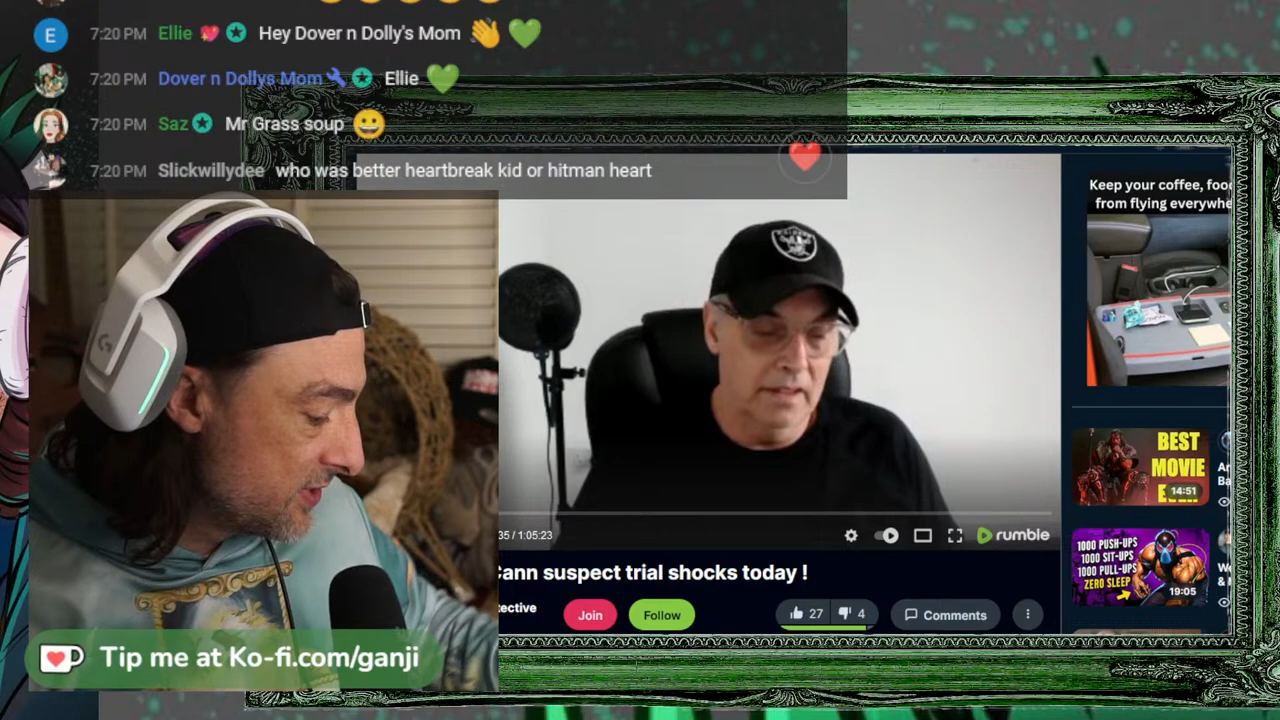 7:20 PM Ellie Hey Dover n Dolly's Mom
E
7:20 PM Dover n Dollys Mom Ellie
7:20 PM Saz Mr Grass soup
7:20 PM Slickwillydee who was better heartbreak kid or hitman heart
Keep your coffee,
from flying
RAIDERS
35 / 1:05:23
rumble
BEST
MOVIE
14:51
1000 PUSH-UPS
1000 SIT-UPS
1000 PULL-UPS
ZERO SLEEP
19:05
Cann suspect trial shocks today !
Join
Follow
27
4
Comments
Tip me at Ko-fi.com/ganji